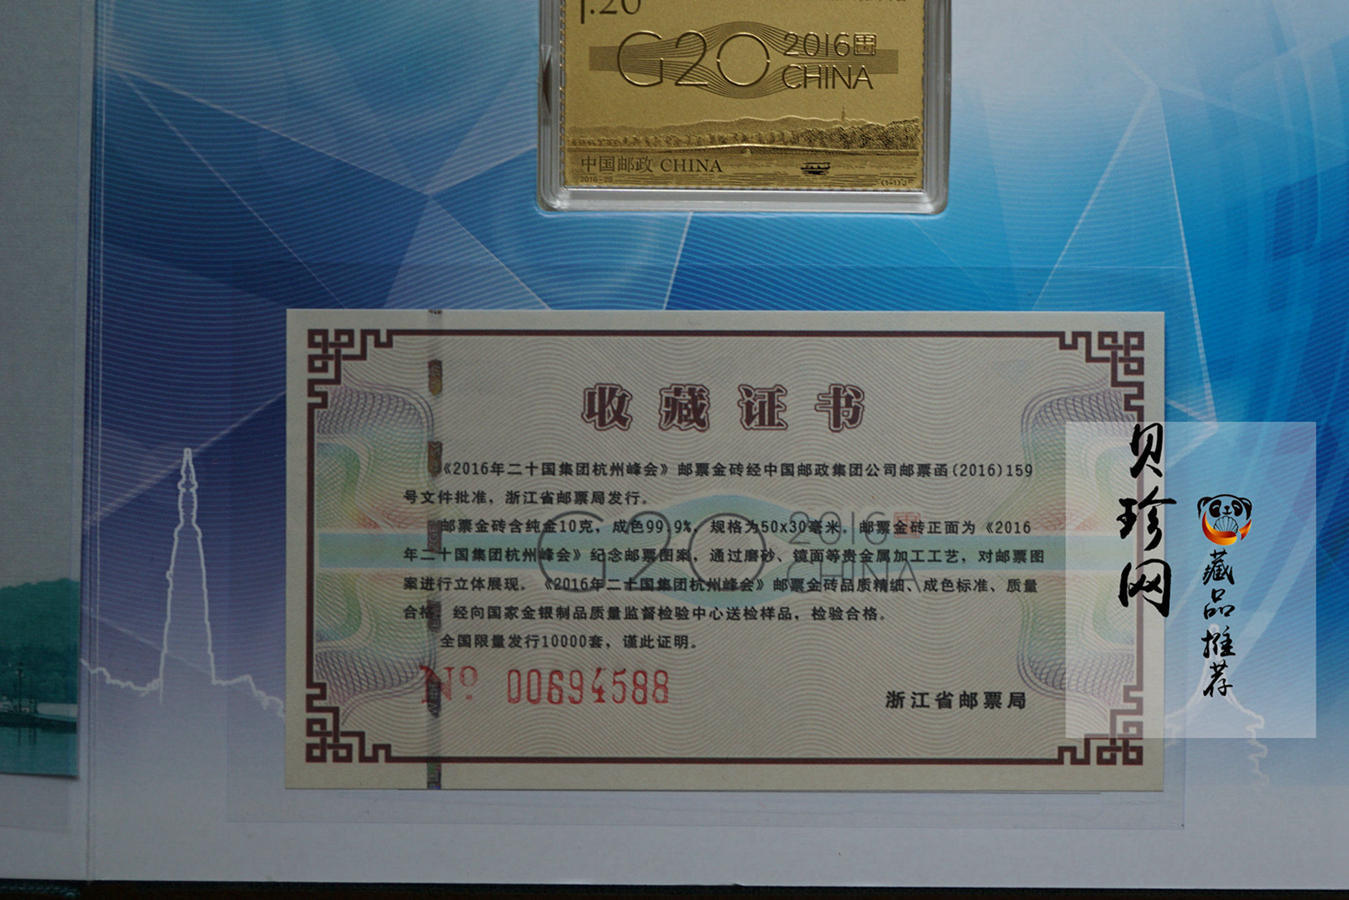 1.20
G20 2016 CHINA
中国邮政 CHINA
2016-25
收藏证书
《2016年二十国集团杭州峰会》邮票金砖经中国邮政集团公司邮票函(2016)159
号文件批准，浙江省邮票局发行。
邮票金砖含纯金10克，成色99.9%，规格为50x30毫米。邮票金砖正面为《2016
年二十国集团杭州峰会》纪念邮票图案，通过磨砂、镜面等贵金属加工工艺，对邮票图
案进行立体展现。《2016年二十国集团杭州峰会》邮票金砖品质精细、成色标准、质量
合格，经向国家金银制品质量监督检验中心送检样品，检验合格。
全国限量发行10000套，谨此证明。
G20 2016 CHINA
Nº 00694588
浙江省邮票局
贝珍网
藏品推荐